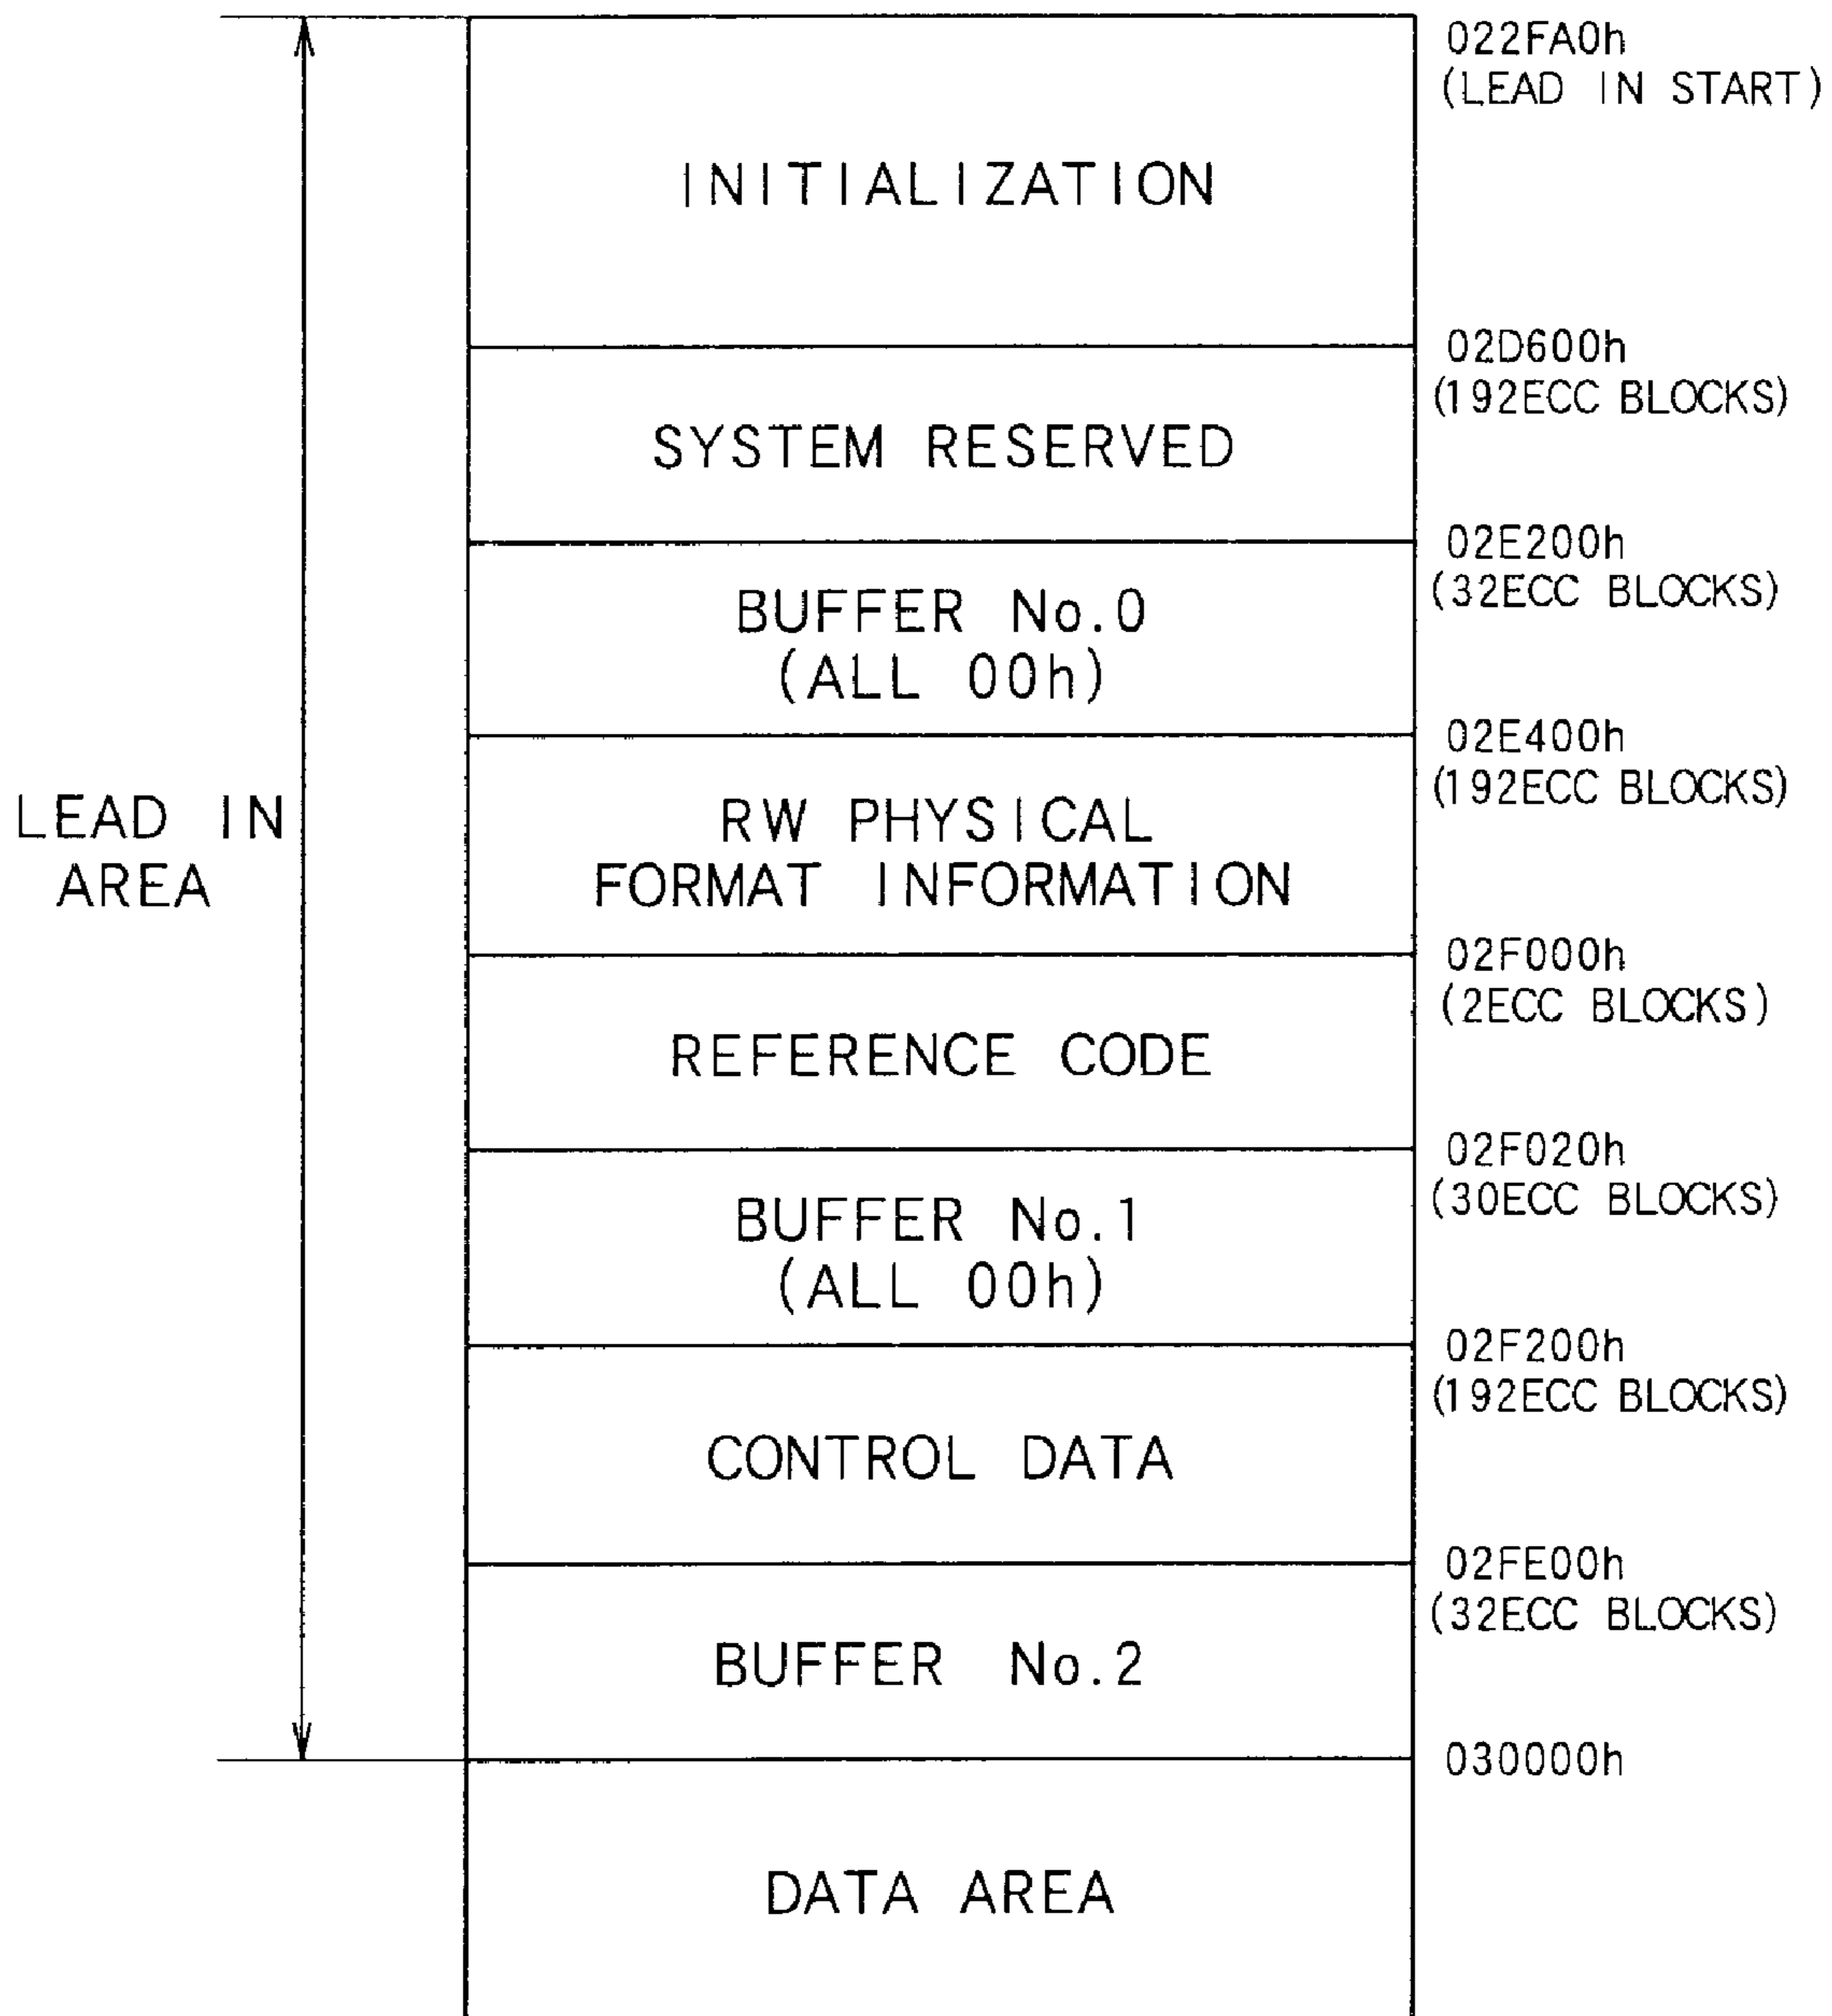 022FA0h
(LEAD IN START)
INITIALIZATION
02D600h
(192ECC BLOCKS)
SYSTEM RESERVED
02E200h
(32ECC BLOCKS)
BUFFER No.0
(ALL 00h)
02E400h
(192ECC BLOCKS)
LEAD IN
AREA
RW PHYSICAL
FORMAT INFORMATION
02F000h
(2ECC BLOCKS)
REFERENCE CODE
02F020h
(30ECC BLOCKS)
BUFFER No.1
(ALL 00h)
02F200h
(192ECC BLOCKS)
CONTROL DATA
02FE00h
(32ECC BLOCKS)
BUFFER No.2
030000h
DATA AREA